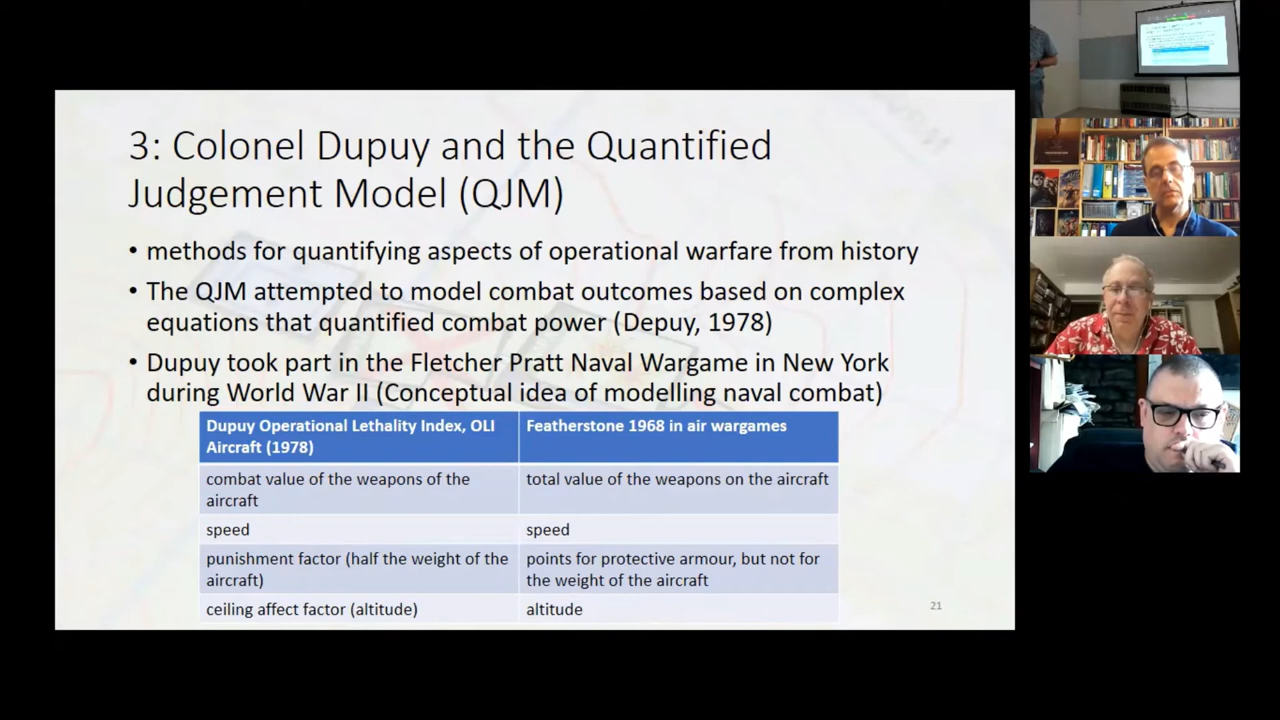 3: Colonel Dupuy and the Quantified
Judgement Model (QJM)
• methods for quantifying aspects of operational warfare from history
• The QJM attempted to model combat outcomes based on complex
equations that quantified combat power (Depuy, 1978)
• Dupuy took part in the Fletcher Pratt Naval Wargame in New York
during World War II (Conceptual idea of modelling naval combat)
Dupuy Operational Lethality Index, OLI
Aircraft (1978)
Featherstone 1968 in air wargames
combat value of the weapons of the
aircraft
total value of the weapons on the aircraft
speed
speed
punishment factor (half the weight of the
aircraft)
points for protective armour, but not for
the weight of the aircraft
ceiling affect factor (altitude)
altitude
21